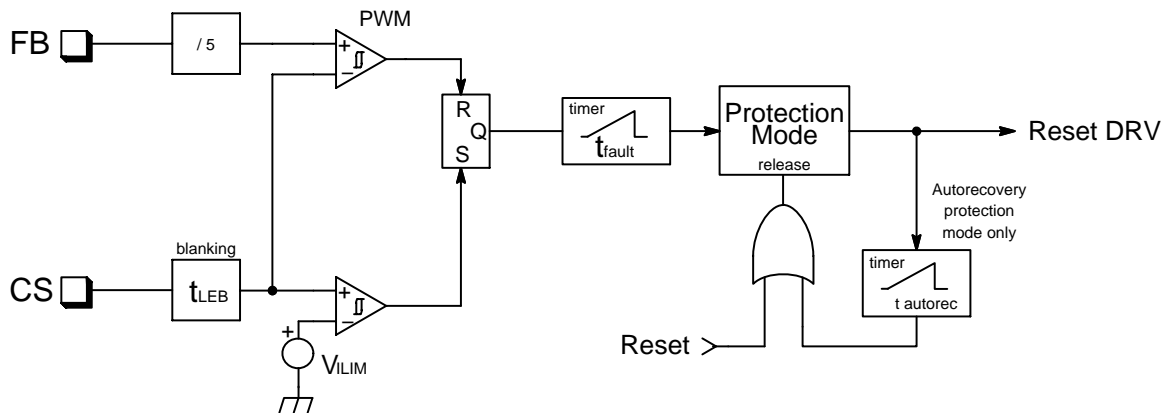 PWM
FB
/ 5
+
−
R
Q
S
timer
tfault
Protection
Mode
release
Reset DRV
Autorecovery
protection
mode only
blanking
CS
tLEB
+
−
+
VILIM
timer
t autorec
Reset